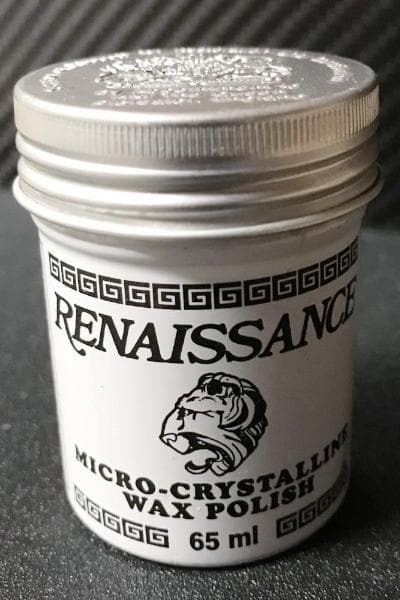 RENAISSANCE
MICRO-CRYSTALLINE
WAX POLISH
65 ml